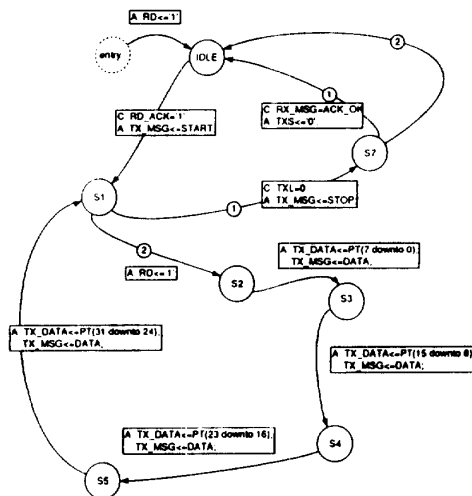 A RD<='1'
entry
IDLE
2
1
C RD_ACK='1'
A TX_MSG<=START
C RX_MSG=ACK_OK
A TXS<='0'
S7
S1
C TXL=0
A TX_MSG<=STOP
1
2
A RD<='1'
S2
A TX_DATA<=PT(7 downto 0);
TX_MSG<=DATA;
S3
A TX_DATA<=PT(31 downto 24);
TX_MSG<=DATA;
A TX_DATA<=PT(15 downto 8)
TX_MSG<=DATA;
A TX_DATA<=PT(23 downto 16);
TX_MSG<=DATA;
S4
S5